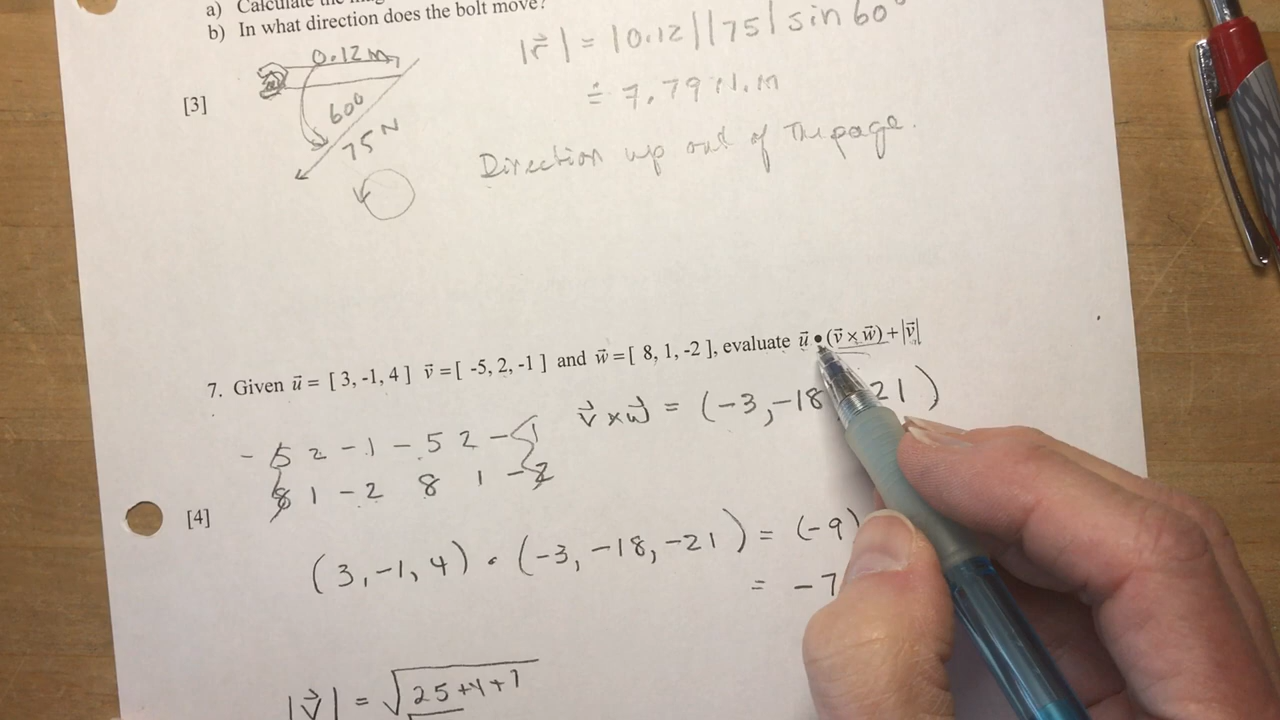 a) Calculate the
b) In what direction does the bolt move?
|r⃗| = |0.12||75| sin 60°
0.12m
≐ 7.79 N.m
[3]
60°
75 N
Direction up out of the page.
7. Given u⃗ = [ 3, -1, 4 ] v⃗ = [ -5, 2, -1 ] and w⃗ = [ 8, 1, -2 ], evaluate u⃗ • (v⃗ × w⃗) + |v⃗|
v⃗ × w⃗ = (-3, -18 21)
-5 2 -1 -5 2 -1
8 1 -2 8 1 -2
[4]
(3, -1, 4) • (-3, -18, -21) = (-9)
= -7
|v⃗| = √25+4+1